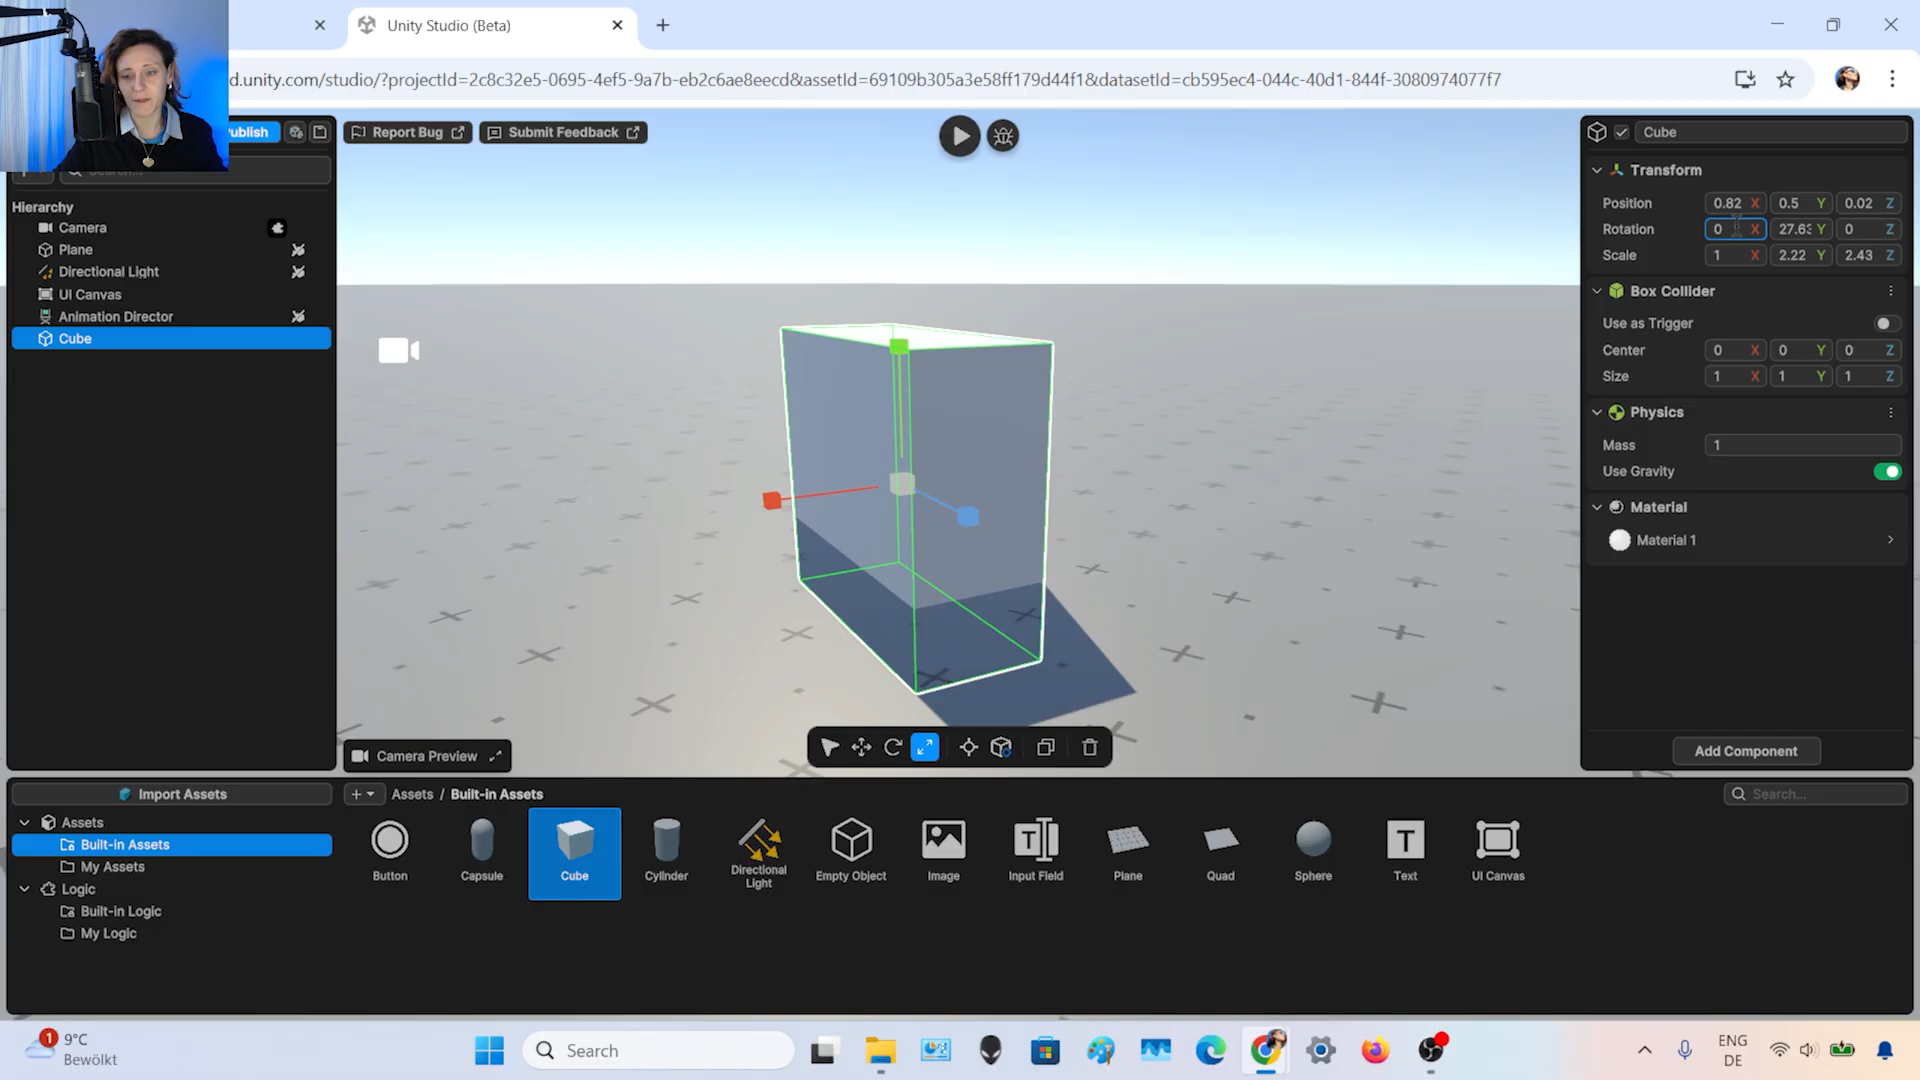 Unity Studio (Beta)
d.unity.com/studio/?projectId=2c8c32e5-0695-4ef5-9a7b-eb2c6ae8eecd&assetId=69109b305a3e58ff179d44f1&datasetId=cb595ec4-044c-40d1-844f-3080974077f7
ublish
Report Bug
Submit Feedback
Hierarchy
Camera
Plane
Directional Light
UI Canvas
Animation Director
Cube
Camera Preview
Cube
Transform
Position 0.82 X 0.5 Y 0.02 Z
Rotation 0 X 27.63 Y 0 Z
Scale 1 X 2.22 Y 2.43 Z
Box Collider
Use as Trigger
Center 0 X 0 Y 0 Z
Size 1 X 1 Y 1 Z
Physics
Mass 1
Use Gravity
Material
Material 1
Add Component
Import Assets
Assets / Built-in Assets
Search...
Assets
Built-in Assets
My Assets
Logic
Built-in Logic
My Logic
Button
Capsule
Cube
Cylinder
Directional
Light
Empty Object
Image
Input Field
Plane
Quad
Sphere
Text
UI Canvas
1
9°C
Bewölkt
Search
ENG
DE